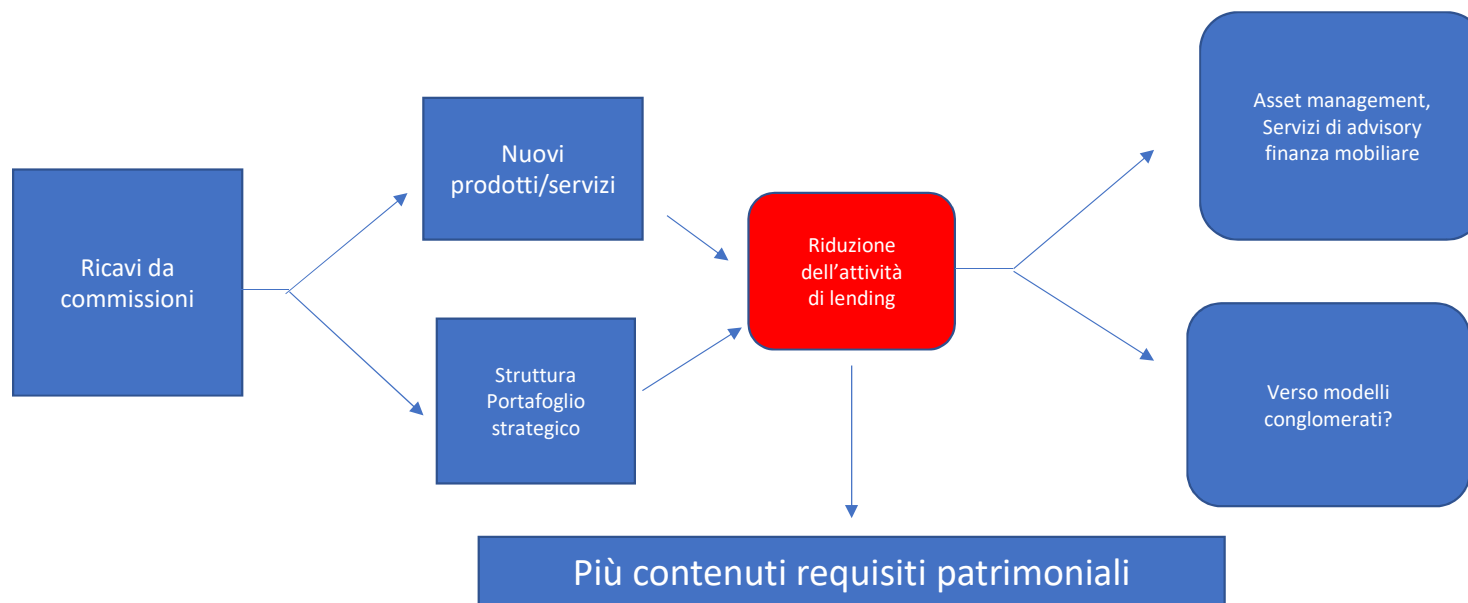 Ricavi da
commissioni
Nuovi
prodotti/servizi
Struttura
Portafoglio
strategico
Riduzione
dell’attività
di lending
Asset management,
Servizi di advisory
finanza mobiliare
Verso modelli
conglomerati?
Più contenuti requisiti patrimoniali